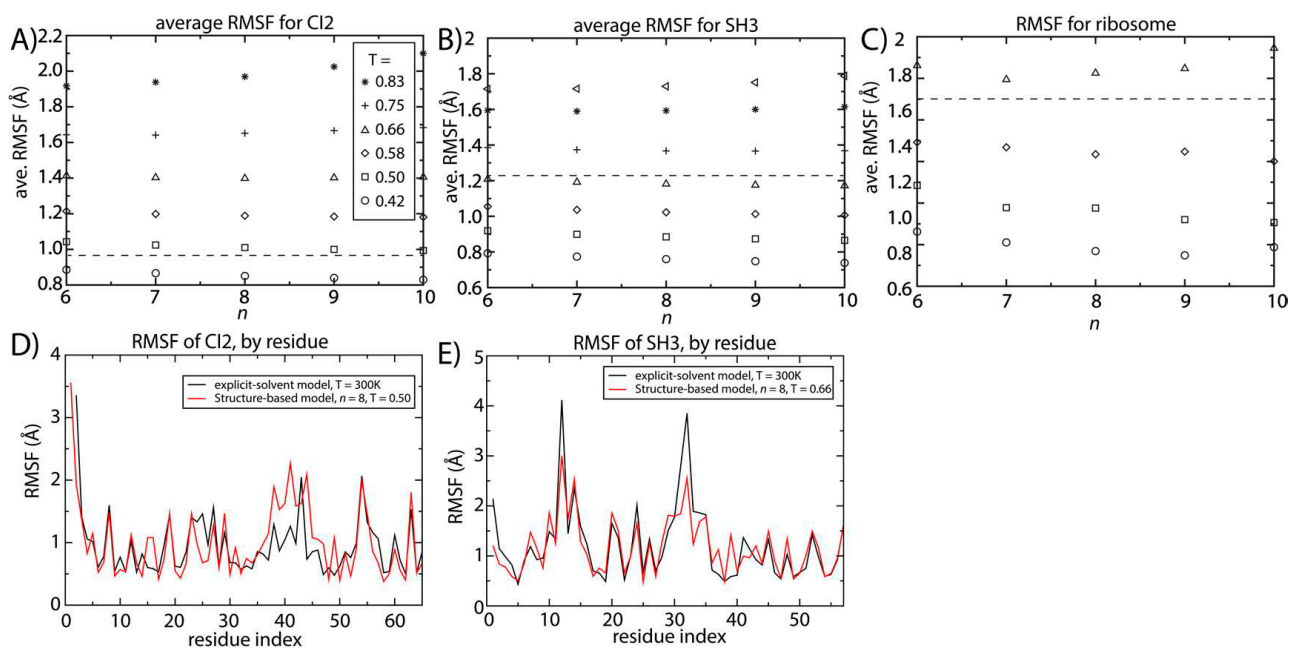 A)
average RMSF for CI2
ave. RMSF (Å)
2.2
2.0
1.8
1.6
1.4
1.2
1.0
0.8
6
7
8
9
10
n
T =
0.83
0.75
0.66
0.58
0.50
0.42
B)
average RMSF for SH3
ave. RMSF (Å)
2
1.8
1.6
1.4
1.2
1.0
0.8
0.6
6
7
8
9
10
n
C)
RMSF for ribosome
ave. RMSF (Å)
2
1.8
1.6
1.4
1.2
1.0
0.8
0.6
6
7
8
9
10
n
D)
RMSF of CI2, by residue
RMSF (Å)
4
3
2
1
0
0
10
20
30
40
50
60
residue index
explicit-solvent model, T = 300K
Structure-based model, n = 8, T = 0.50
E)
RMSF of SH3, by residue
RMSF (Å)
5
4
3
2
1
0
0
10
20
30
40
50
residue index
explicit-solvent model, T = 300K
Structure-based model, n = 8, T = 0.66